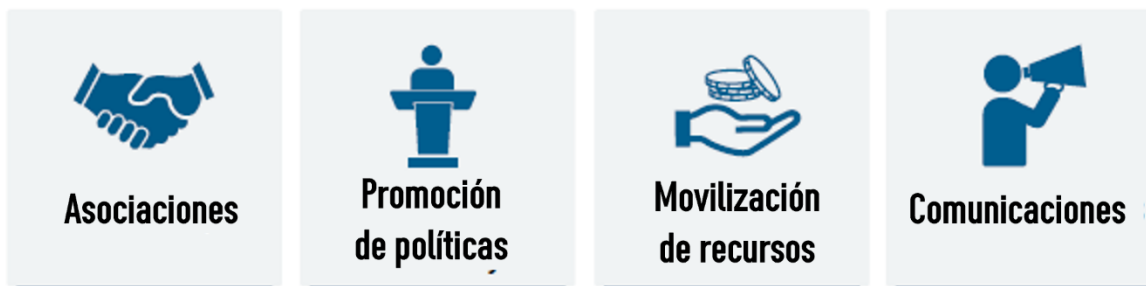 Asociaciones
Promoción
de políticas
Movilización
de recursos
Comunicaciones